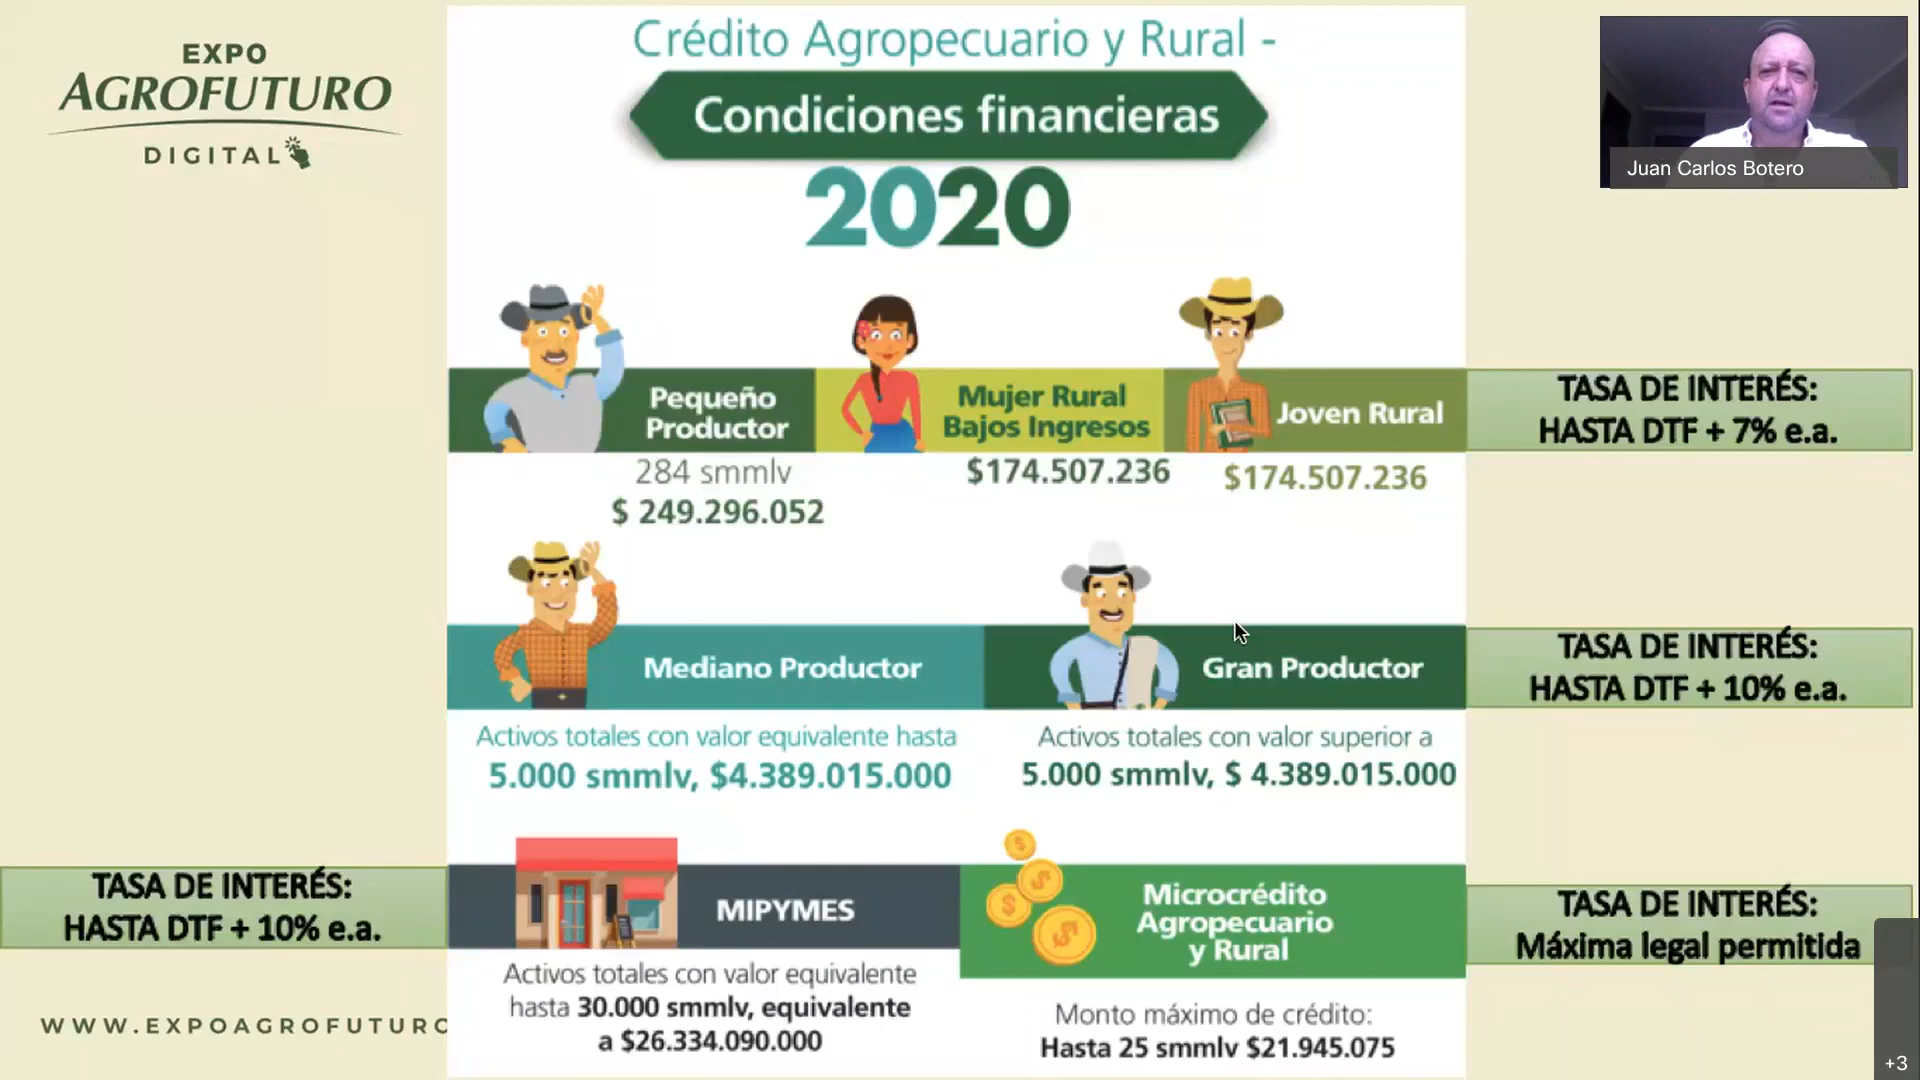 EXPO
AGROFUTURO
DIGITAL
Crédito Agropecuario y Rural -
Condiciones financieras
2020
Juan Carlos Botero
Pequeño
Productor
Mujer Rural
Bajos Ingresos
Joven Rural
TASA DE INTERÉS:
HASTA DTF + 7% e.a.
284 smmlv
$ 249.296.052
$174.507.236
$174.507.236
Mediano Productor
Gran Productor
TASA DE INTERÉS:
HASTA DTF + 10% e.a.
Activos totales con valor equivalente hasta
5.000 smmlv, $4.389.015.000
Activos totales con valor superior a
5.000 smmlv, $ 4.389.015.000
TASA DE INTERÉS:
HASTA DTF + 10% e.a.
MIPYMES
Microcrédito
Agropecuario
y Rural
TASA DE INTERÉS:
Máxima legal permitida
Activos totales con valor equivalente
hasta 30.000 smmlv, equivalente
a $26.334.090.000
Monto máximo de crédito:
Hasta 25 smmlv $21.945.075
WWW.EXPOAGROFUTURO
+3